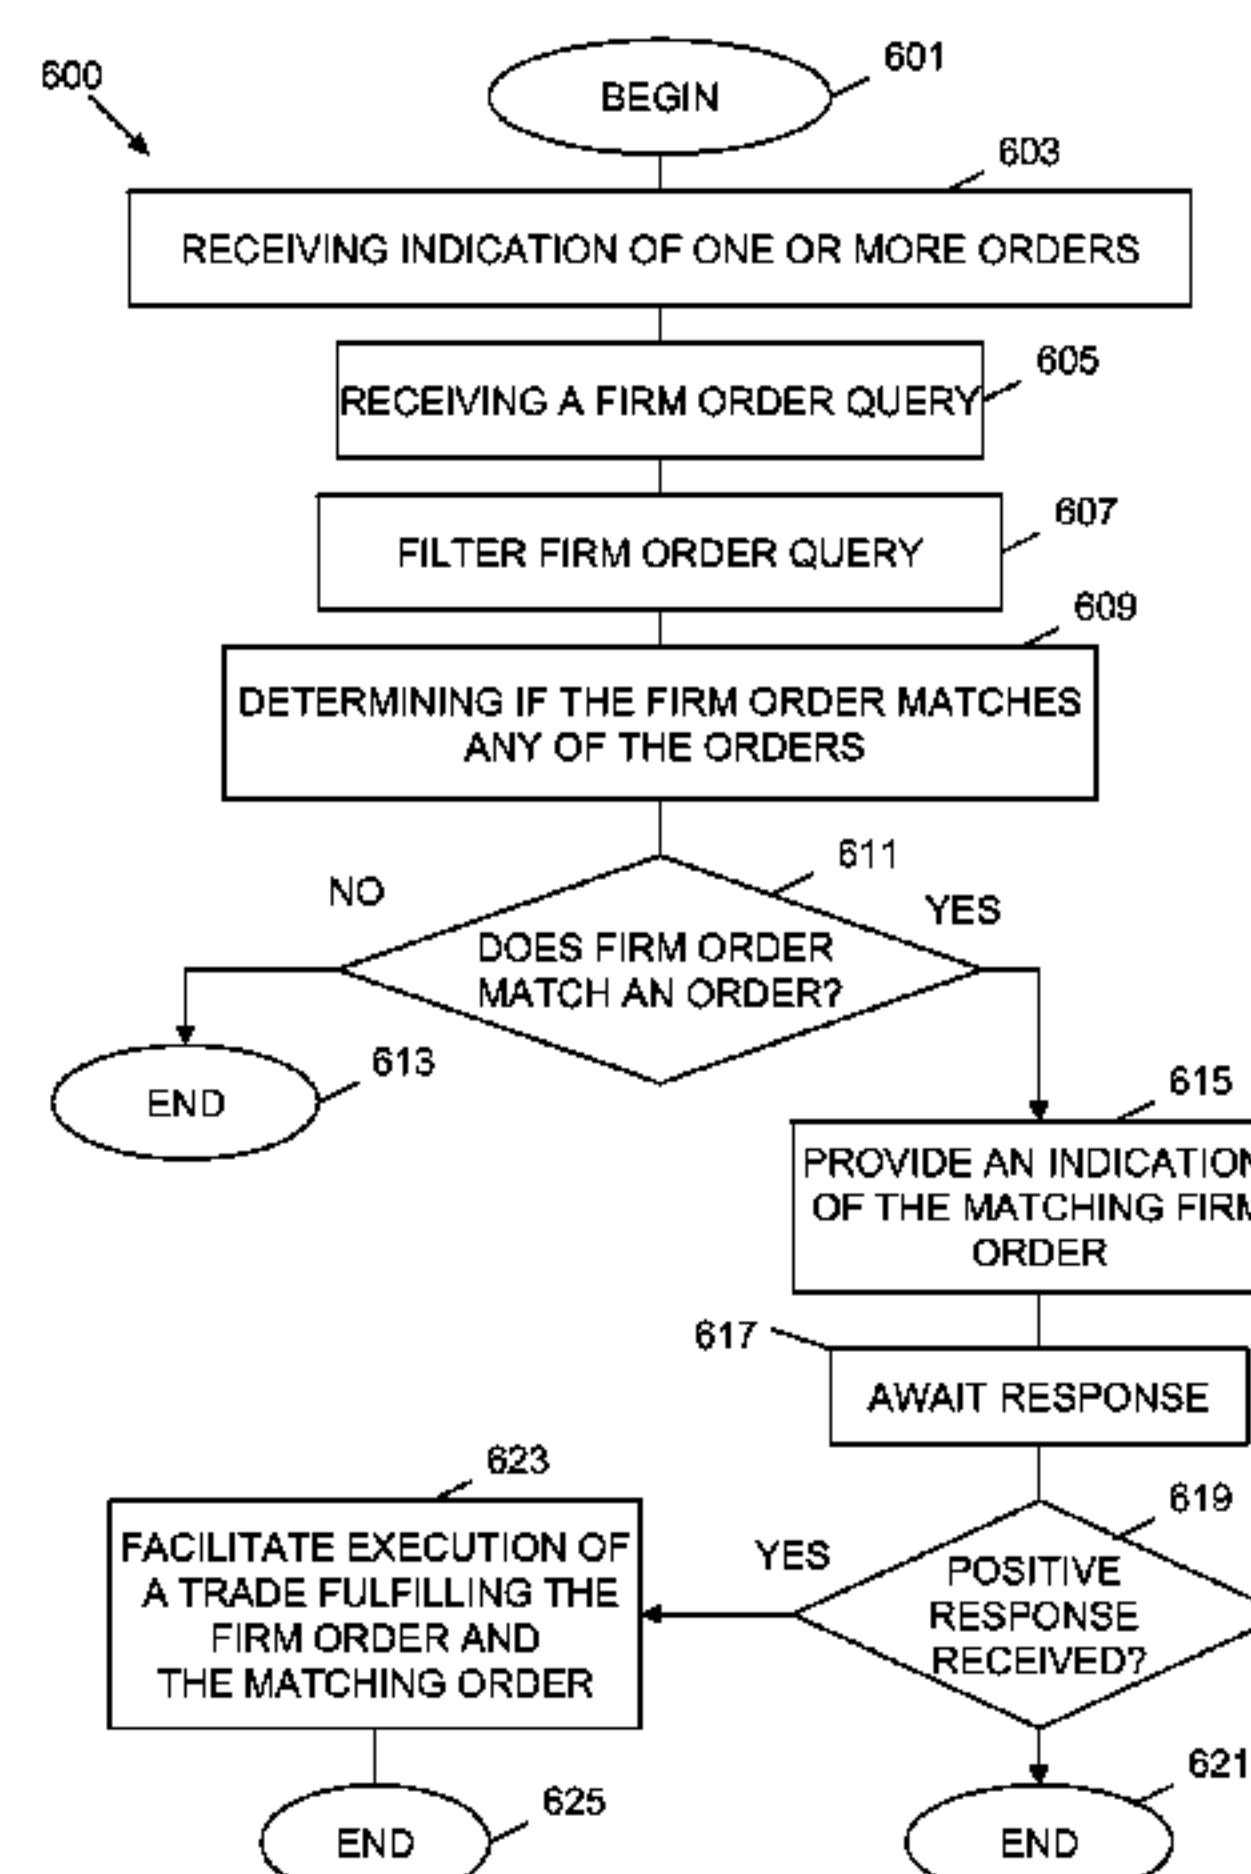 600
601
BEGIN
603
RECEIVING INDICATION OF ONE OR MORE ORDERS
605
RECEIVING A FIRM ORDER QUERY
607
FILTER FIRM ORDER QUERY
609
DETERMINING IF THE FIRM ORDER MATCHES
ANY OF THE ORDERS
611
NO
YES
DOES FIRM ORDER
MATCH AN ORDER?
613
END
615
PROVIDE AN INDICATION
OF THE MATCHING FIRM
ORDER
617
AWAIT RESPONSE
623
619
FACILITATE EXECUTION OF
A TRADE FULFILLING THE
FIRM ORDER AND
THE MATCHING ORDER
YES
POSITIVE
RESPONSE
RECEIVED?
621
625
END
END